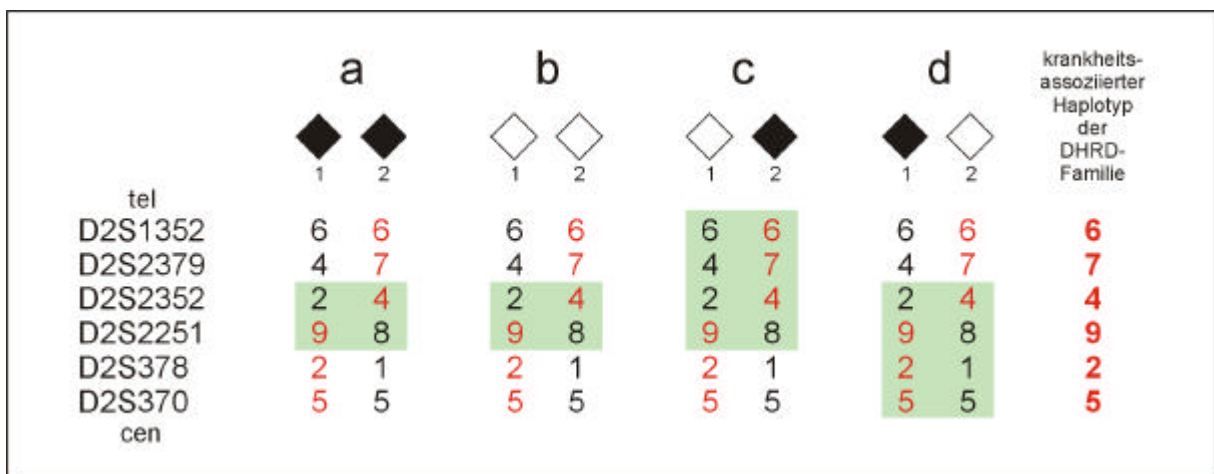 a b c d
krankheits-
assoziierter
Haplotyp
der
DHRD-
Familie
1 2 1 2 1 2 1 2
tel
D2S1352 6 6 6 6 6 6 6 6 6
D2S2379 4 7 4 7 4 7 4 7 7
D2S2352 2 4 2 4 2 4 2 4 4
D2S2251 9 8 9 8 9 8 9 8 9
D2S378 2 1 2 1 2 1 2 1 2
D2S370 5 5 5 5 5 5 5 5 5
cen